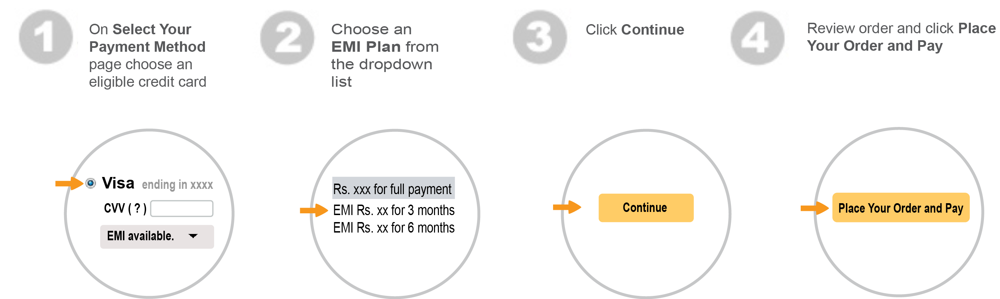 1
On Select Your
Payment Method
page choose an
eligible credit card
2
Choose an
EMI Plan from
the dropdown
list
3
Click Continue
4
Review order and click Place
Your Order and Pay
Visa ending in xxxx
CVV ( ? )
EMI available.
Rs. xxx for full payment
EMI Rs. xx for 3 months
EMI Rs. xx for 6 months
Continue
Place Your Order and Pay